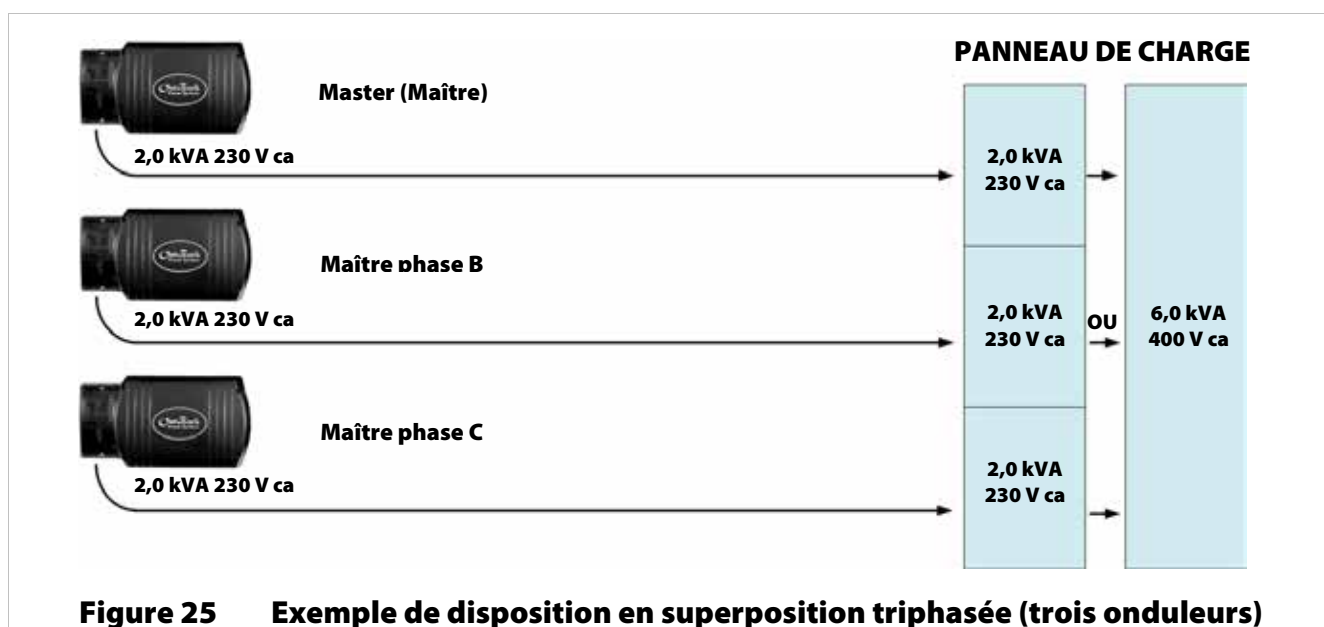 PANNEAU DE CHARGE
Master (Maître)
2,0 kVA 230 V ca
2,0 kVA
230 V ca
Maître phase B
2,0 kVA 230 V ca
2,0 kVA
230 V ca
OU
6,0 kVA
400 V ca
Maître phase C
2,0 kVA 230 V ca
2,0 kVA
230 V ca
Figure 25 Exemple de disposition en superposition triphasée (trois onduleurs)